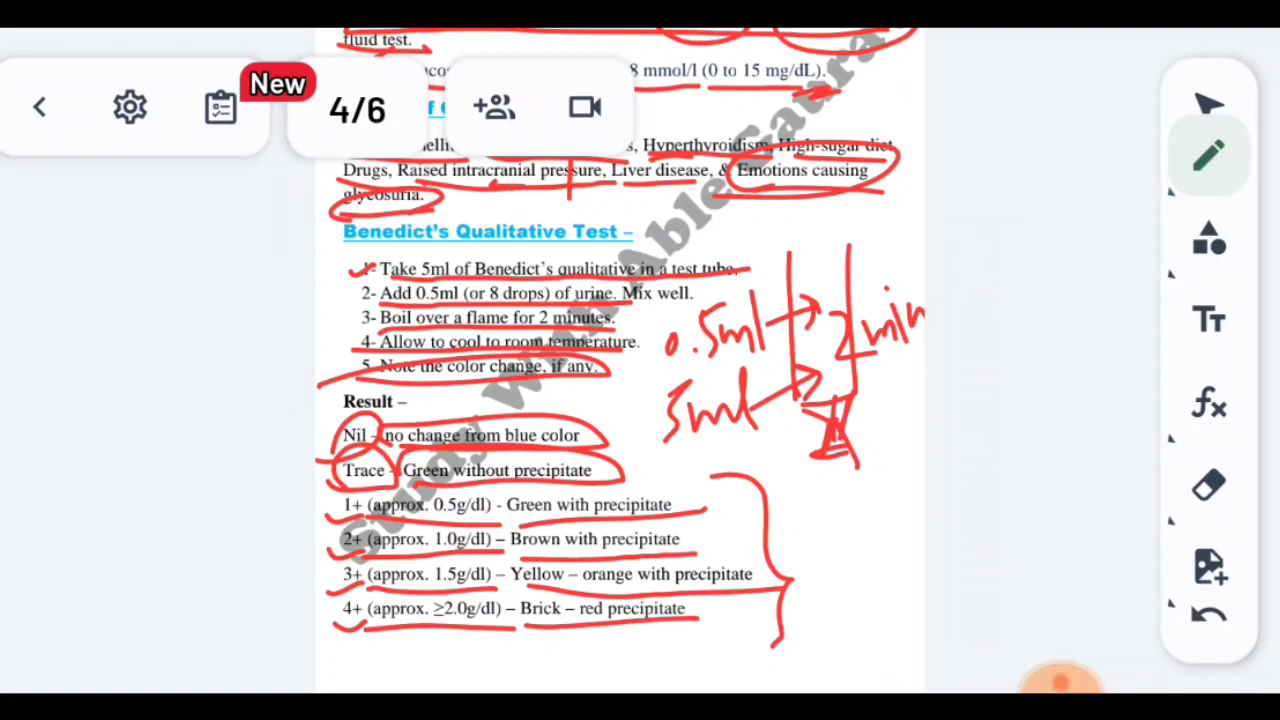 fluid test.
8 mmol/l (0 to 15 mg/dL).
New
4/6
Hyperthyroidism, High-sugar diet,
Drugs, Raised intracranial pressure, Liver disease, & Emotions causing
glycosuria.
Benedict's Qualitative Test –
1- Take 5ml of Benedict's qualitative in a test tube.
2- Add 0.5ml (or 8 drops) of urine. Mix well.
3- Boil over a flame for 2 minutes.
4- Allow to cool to room temperature.
5- Note the color change, if any.
0.5ml
2 min
5ml
Result –
Nil – no change from blue color
Trace – Green without precipitate
1+ (approx. 0.5g/dl) - Green with precipitate
2+ (approx. 1.0g/dl) – Brown with precipitate
3+ (approx. 1.5g/dl) – Yellow – orange with precipitate
4+ (approx. ≥2.0g/dl) – Brick – red precipitate
Tт
fx